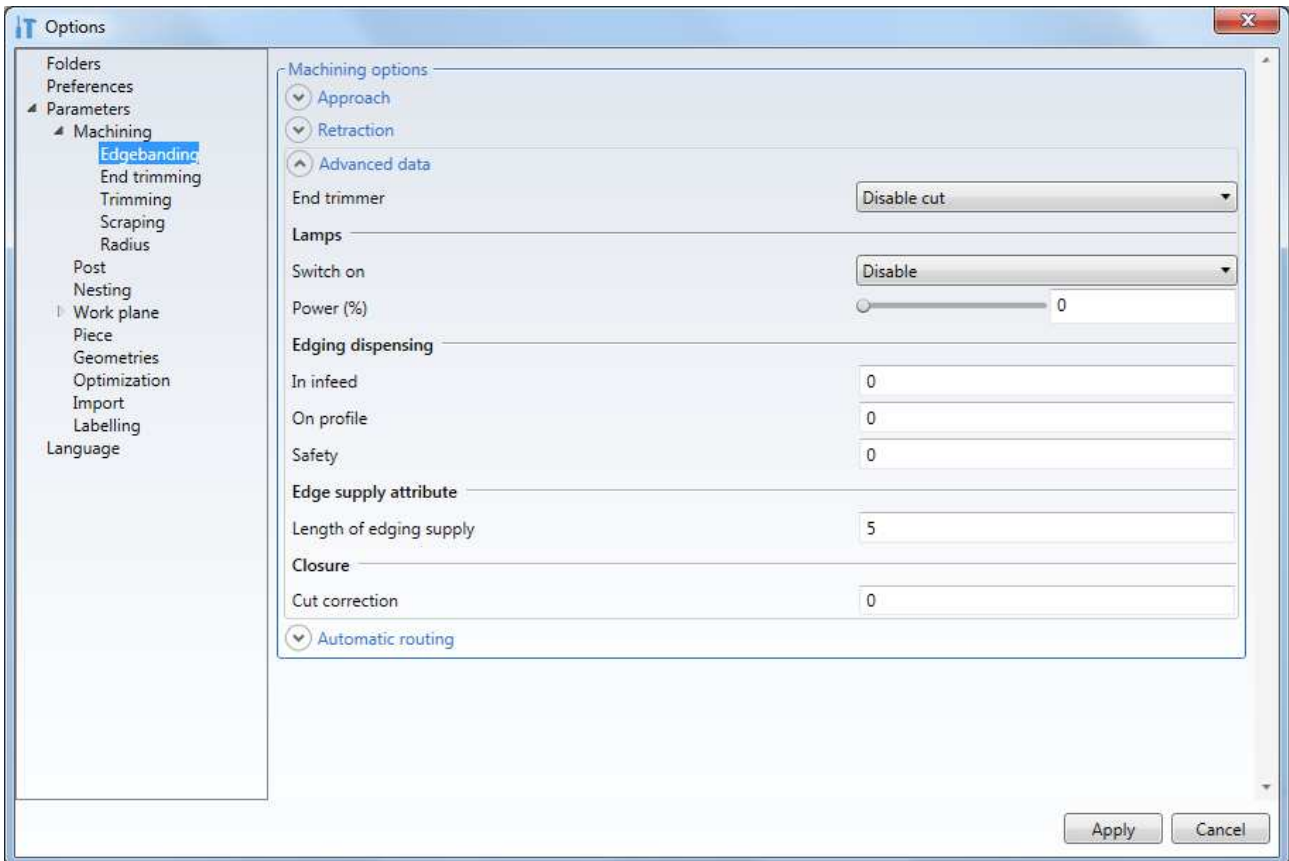 Options
Folders
Preferences
Parameters
Machining
Edgebanding
End trimming
Trimming
Scraping
Radius
Post
Nesting
Work plane
Piece
Geometries
Optimization
Import
Labelling
Language
Machining options
Approach
Retraction
Advanced data
End trimmer Disable cut
Lamps
Switch on Disable
Power (%) 0
Edging dispensing
In infeed 0
On profile 0
Safety 0
Edge supply attribute
Length of edging supply 5
Closure
Cut correction 0
Automatic routing
Apply Cancel